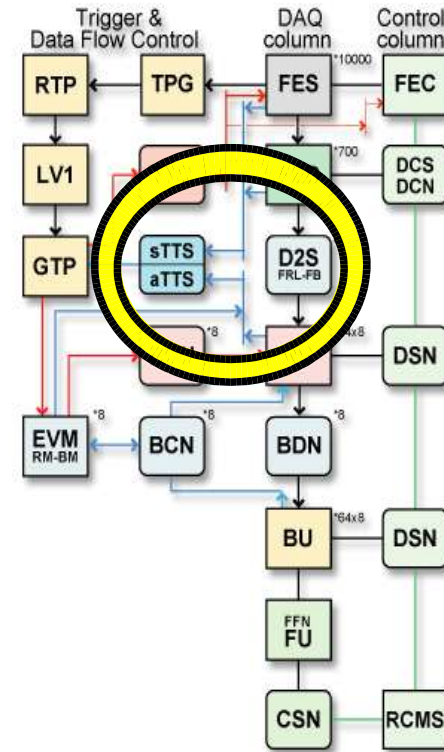 Trigger &
Data Flow Control
DAQ
column
Control
column
RTP
TPG
FES
*10000
FEC
LV1
*700
DCS
DCN
GTP
sTTS
aTTS
D2S
FRL-FB
*8
DSN
EVM
RM-BM
*8
BCN
*8
BDN
*8
BU
*64x8
DSN
FFN
FU
CSN
RCMS